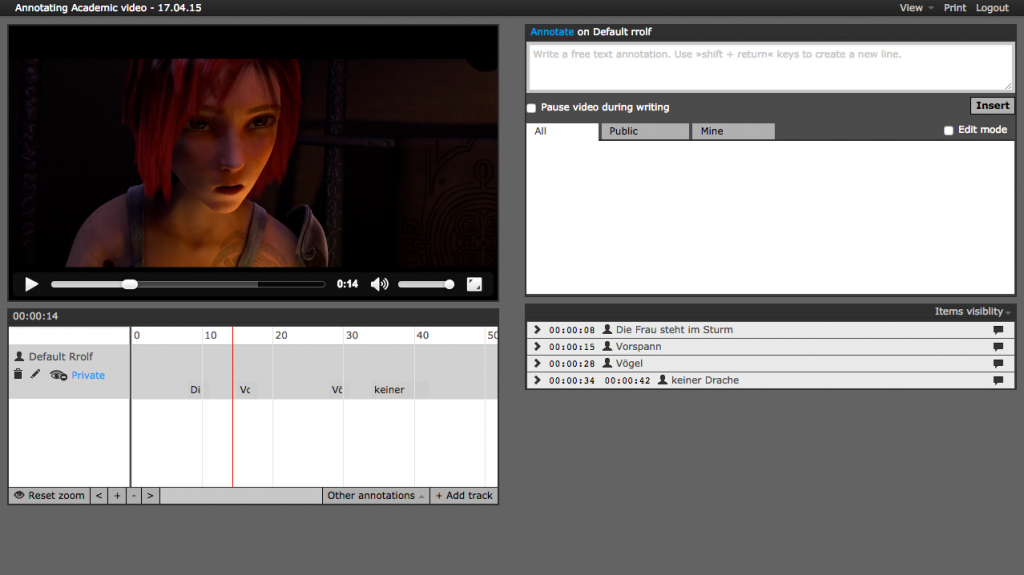 Annotating Academic video - 17.04.15
View Print Logout
0:14
Annotate on Default rrolf
Write a free text annotation. Use »shift + return« keys to create a new line.
Pause video during writing
Insert
All Public Mine Edit mode
00:00:14
0 10 20 30 40 50
Default Rrolf
Private
Di Vo Vö keiner
Reset zoom < + - > Other annotations + Add track
Items visiblity
00:00:08 Die Frau steht im Sturm
00:00:15 Vorspann
00:00:28 Vögel
00:00:34 00:00:42 keiner Drache